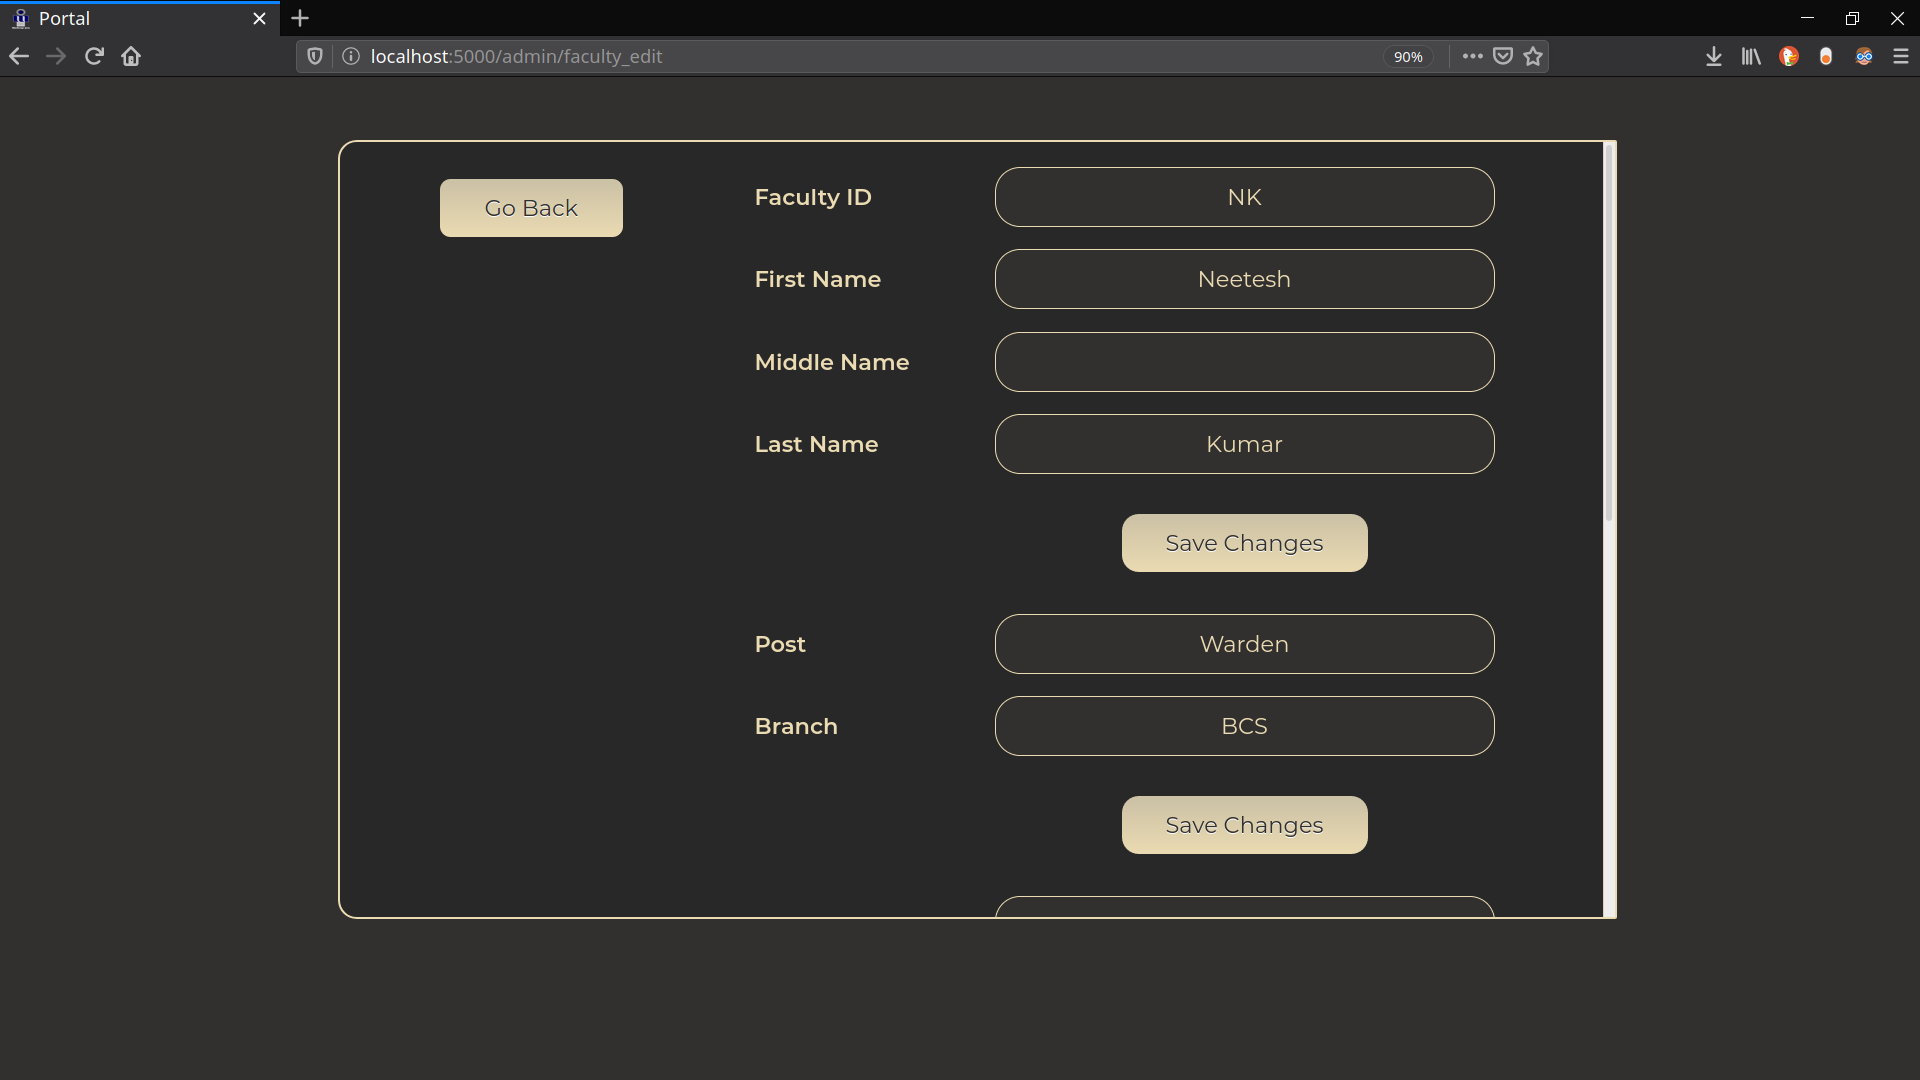 Portal
localhost:5000/admin/faculty_edit
90%
Go Back
Faculty ID
NK
First Name
Neetesh
Middle Name
Last Name
Kumar
Save Changes
Post
Warden
Branch
BCS
Save Changes